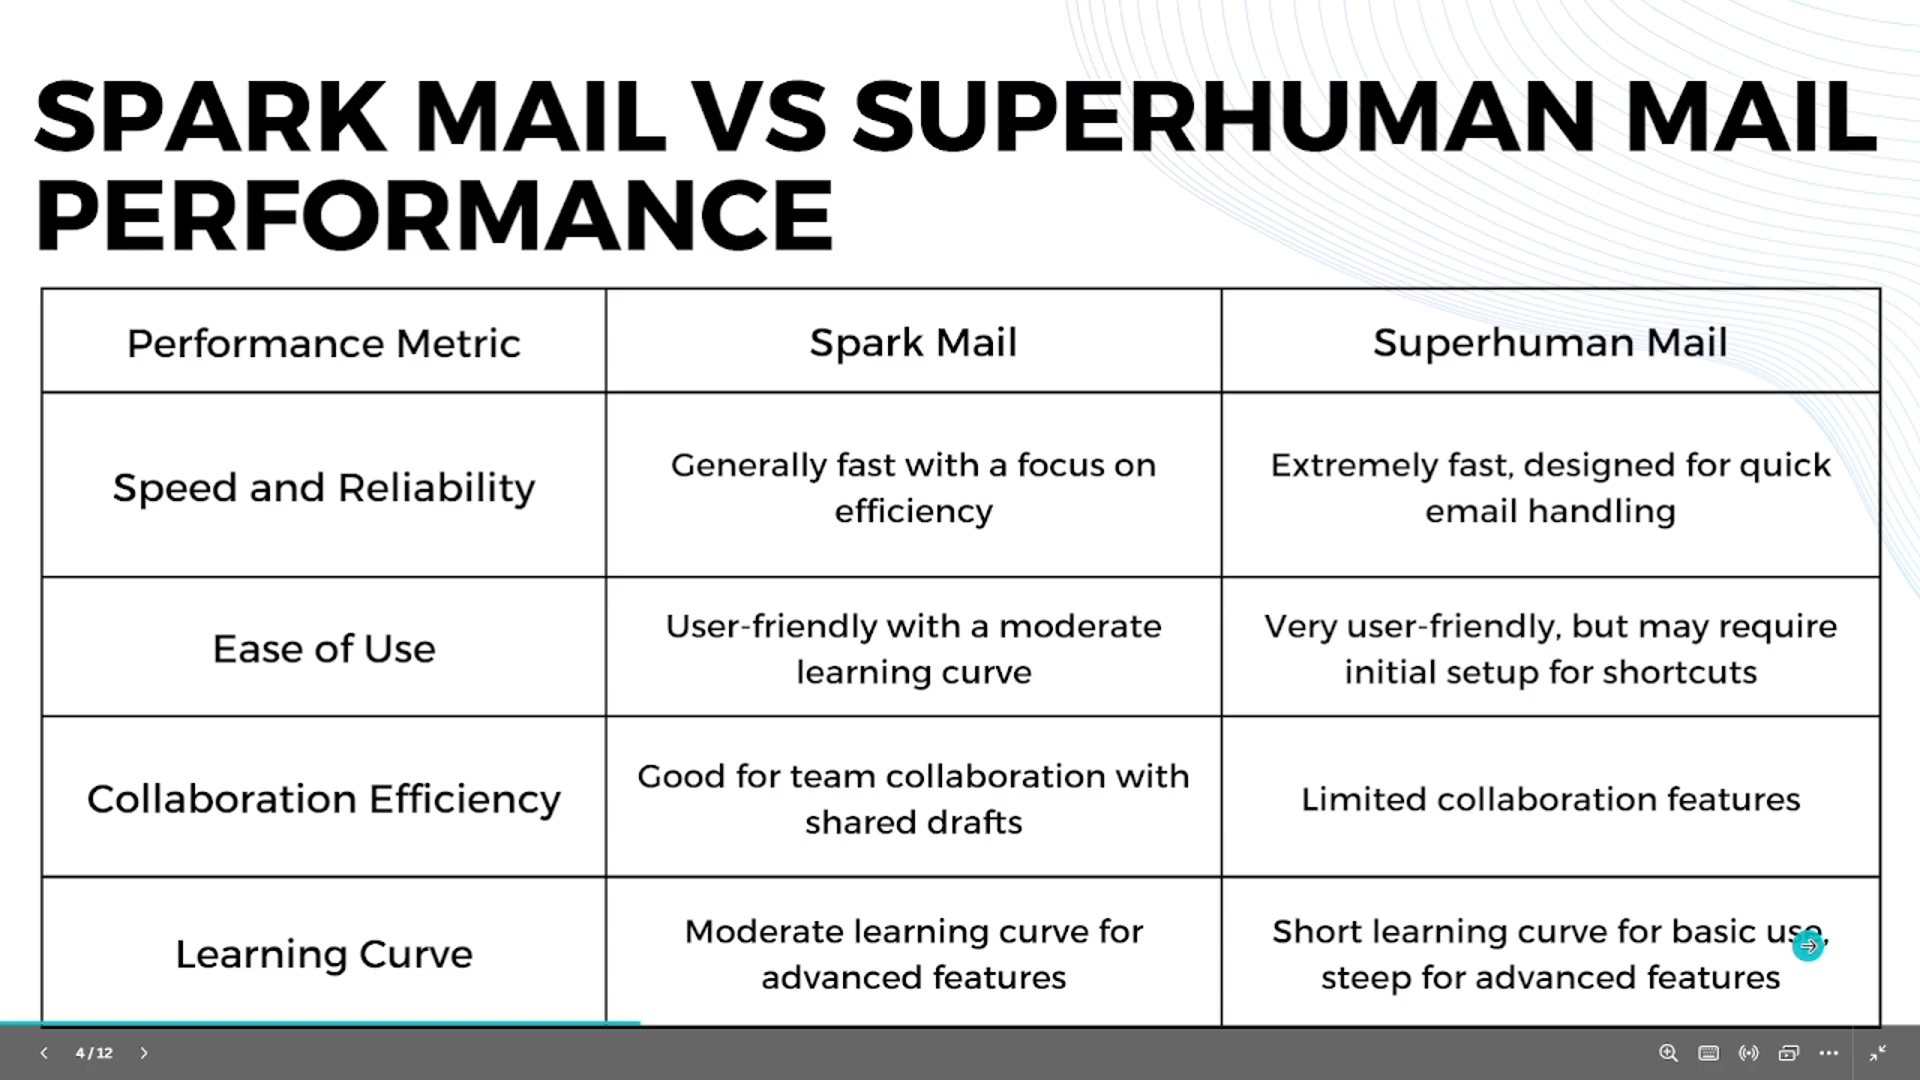 SPARK MAIL VS SUPERHUMAN MAIL
PERFORMANCE
Performance Metric
Spark Mail
Superhuman Mail
Speed and Reliability
Generally fast with a focus on
efficiency
Extremely fast, designed for quick
email handling
Ease of Use
User-friendly with a moderate
learning curve
Very user-friendly, but may require
initial setup for shortcuts
Collaboration Efficiency
Good for team collaboration with
shared drafts
Limited collaboration features
Learning Curve
Moderate learning curve for
advanced features
Short learning curve for basic use,
steep for advanced features
4 / 12